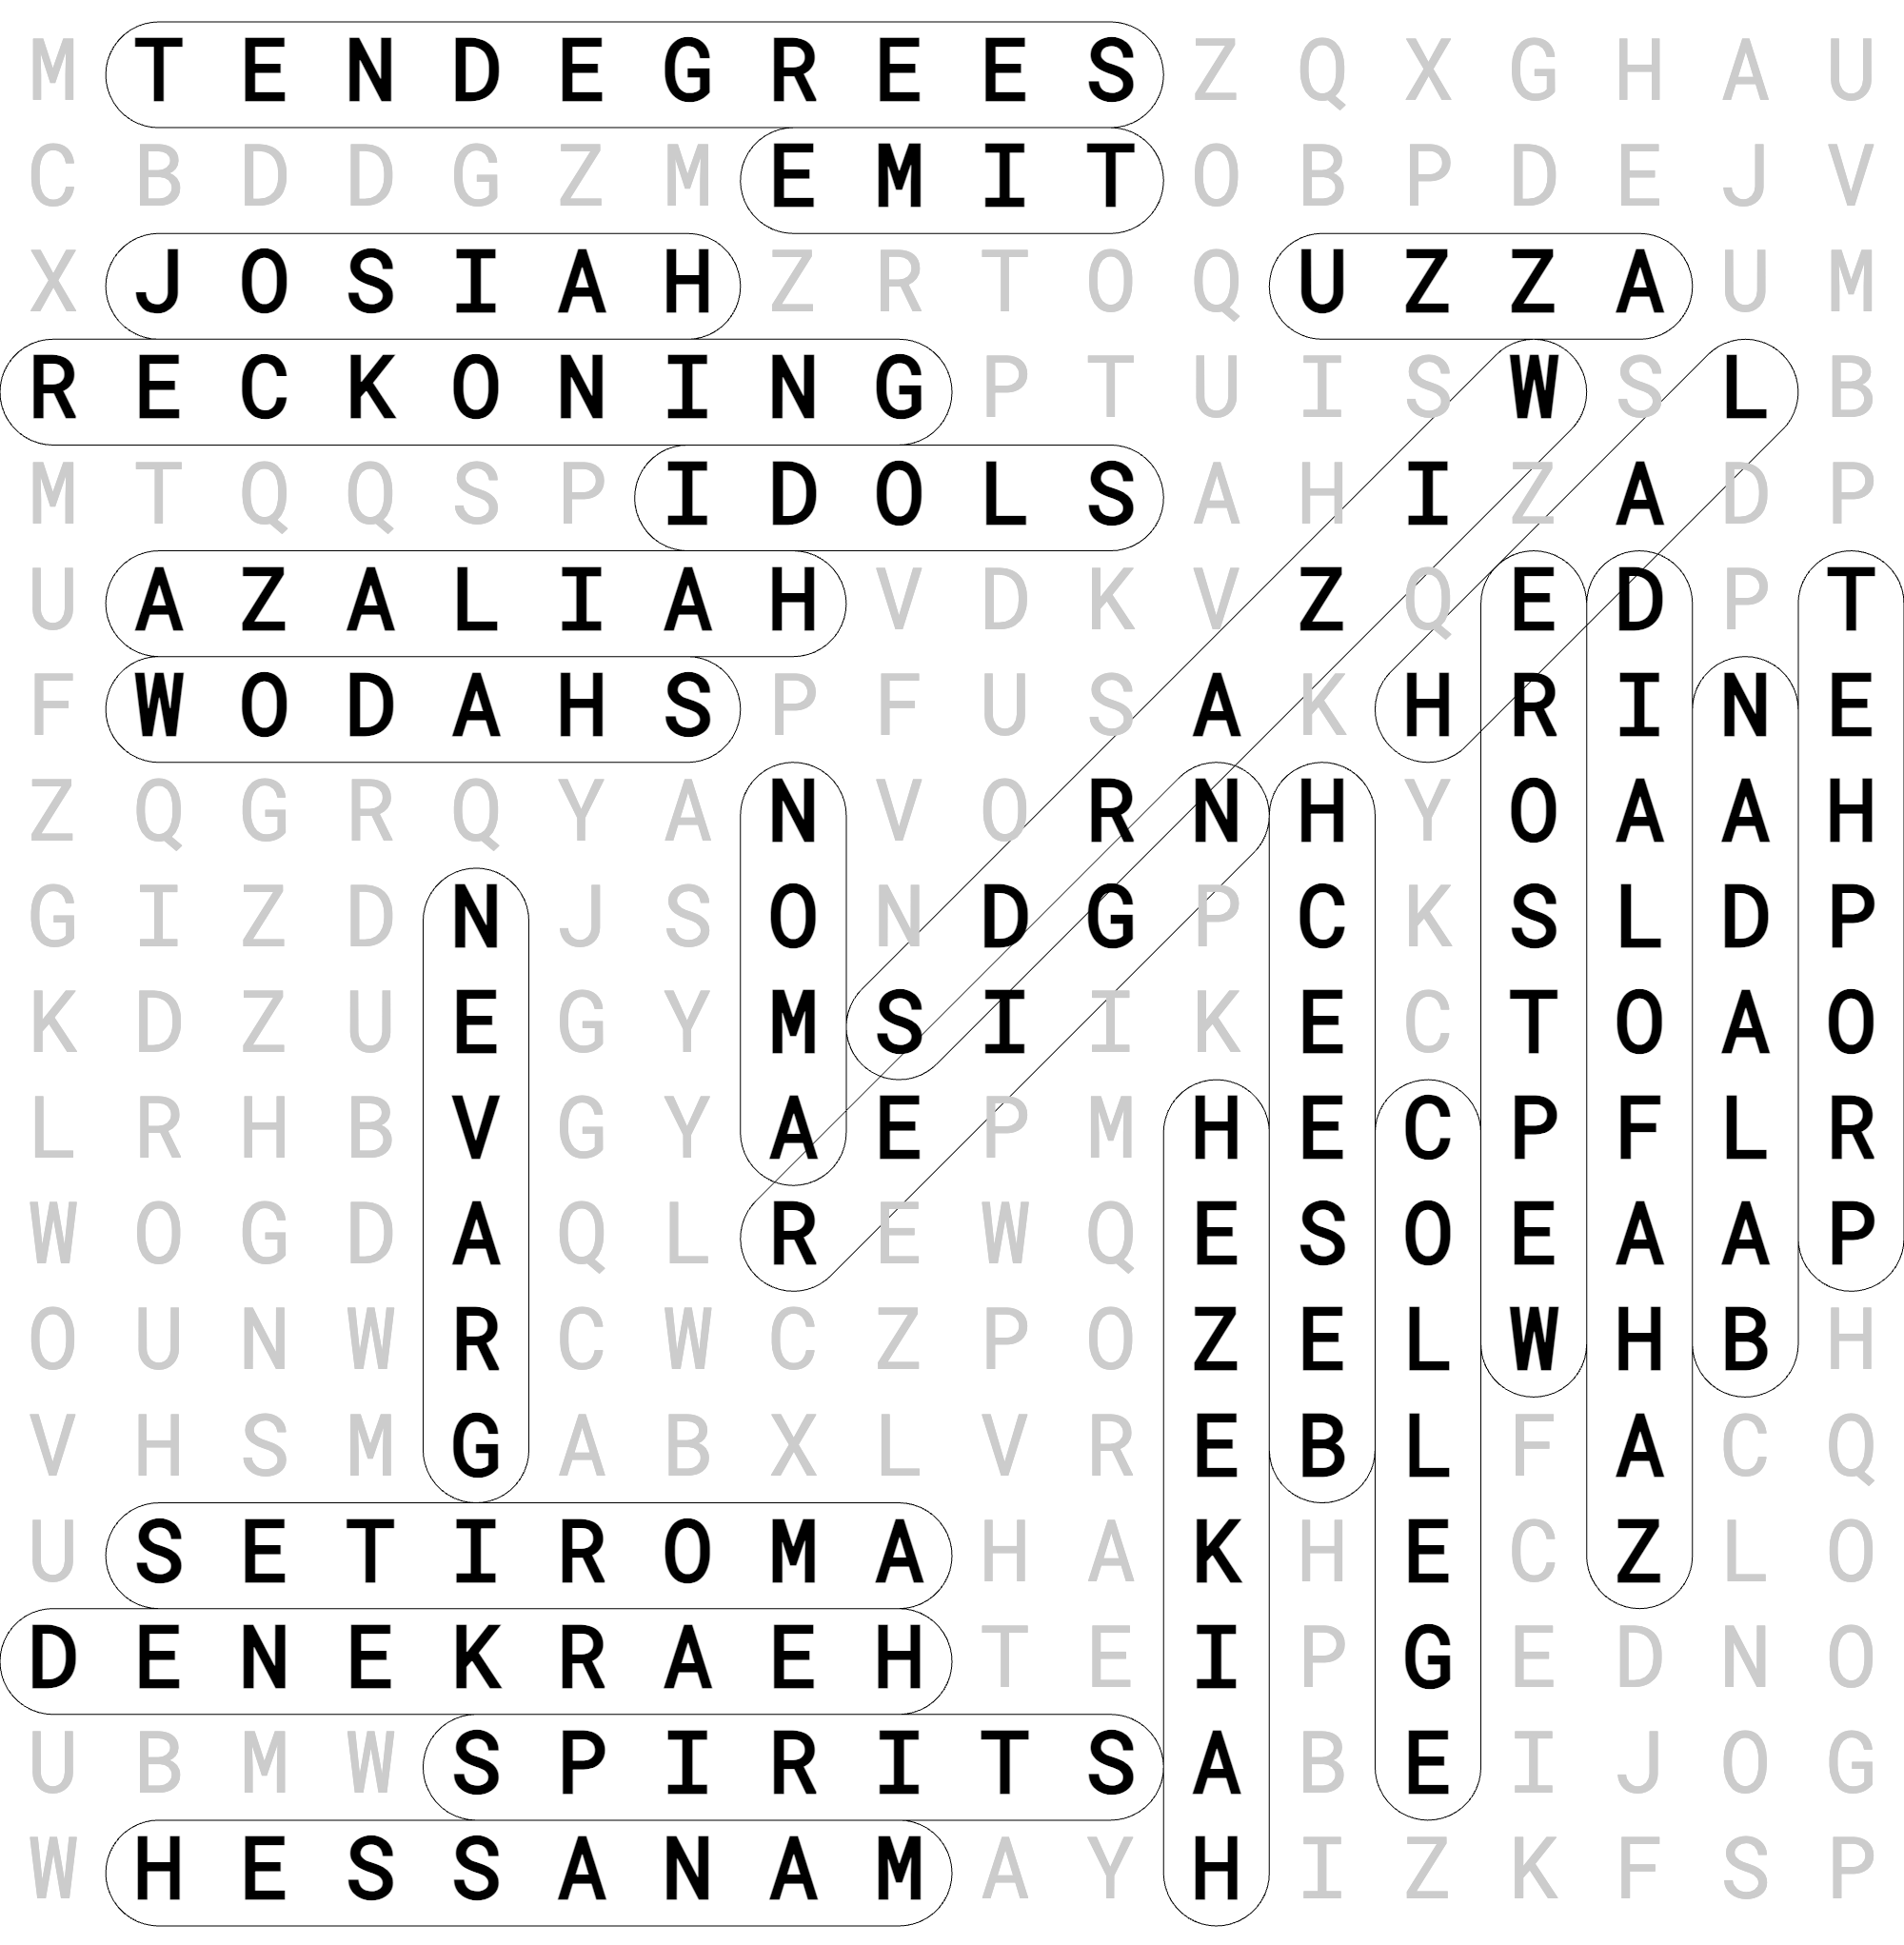 M T E N D E G R E E S Z Q X G H A U
C B D D G Z M E M I T O B P D E J V
X J O S I A H Z R T O Q U Z Z A U M
R E C K O N I N G P T U I S W S L B
M T Q Q S P I D O L S A H I Z A D P
U A Z A L I A H V D K V Z Q E D P T
F W O D A H S P F U S A K H R I N E
Z Q G R Q Y A N V O R N H Y O A A H
G I Z D N J S O N D G P C K S L D P
K D Z U E G Y M S I I K E C T O A O
L R H B V G Y A E P M H E C P F L R
W O G D A Q L R E W Q E S O E A A P
O U N W R C W C Z P O Z E L W H B H
V H S M G A B X L V R E B L F A C Q
U S E T I R O M A H A K H E C Z L O
D E N E K R A E H T E I P G E D N O
U B M W S P I R I T S A B E I J O G
W H E S S A N A M A Y H I Z K F S P